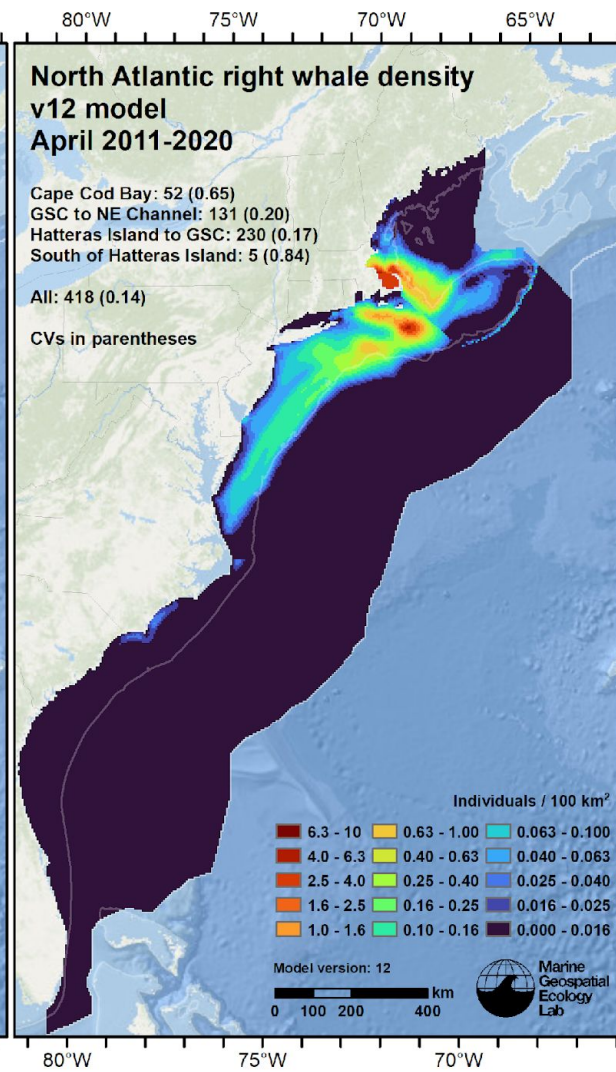 80°W 75°W 70°W 65°W
North Atlantic right whale density
v12 model
April 2011-2020
Cape Cod Bay: 52 (0.65)
GSC to NE Channel: 131 (0.20)
Hatteras Island to GSC: 230 (0.17)
South of Hatteras Island: 5 (0.84)
All: 418 (0.14)
CVs in parentheses
Individuals / 100 km²
6.3 - 10 0.63 - 1.00 0.063 - 0.100
4.0 - 6.3 0.40 - 0.63 0.040 - 0.063
2.5 - 4.0 0.25 - 0.40 0.025 - 0.040
1.6 - 2.5 0.16 - 0.25 0.016 - 0.025
1.0 - 1.6 0.10 - 0.16 0.000 - 0.016
Model version: 12
km
0 100 200 400
Marine
Geospatial
Ecology
Lab
80°W 75°W 70°W